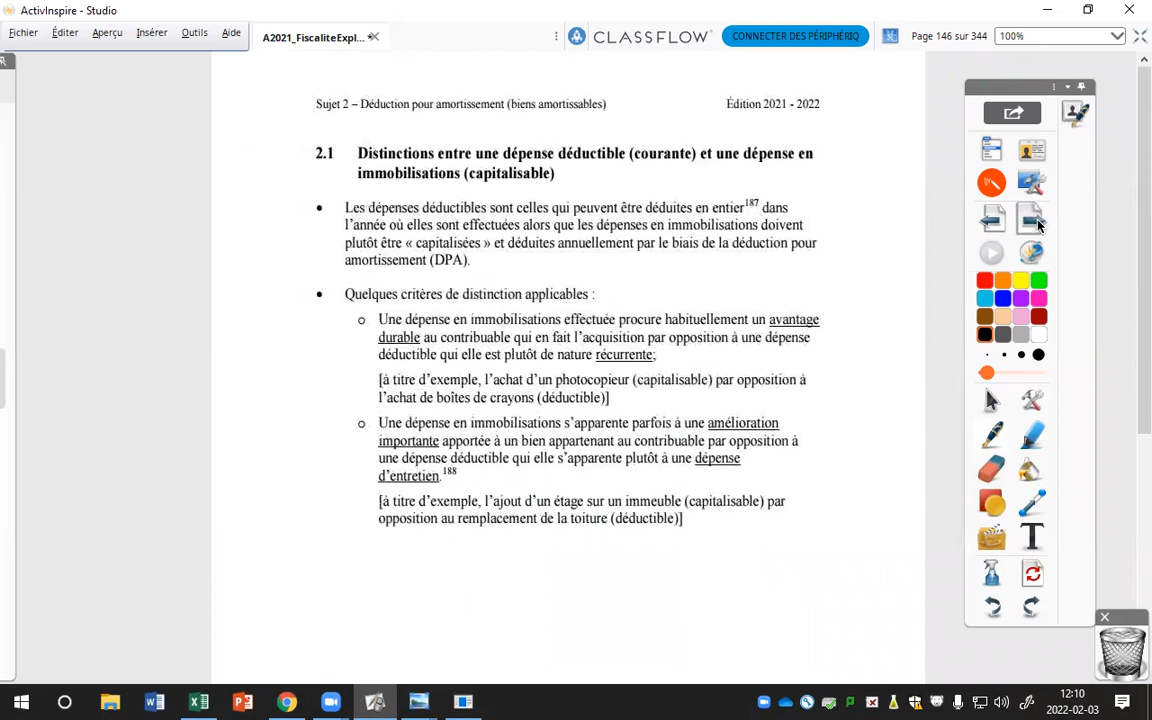 ActivInspire - Studio
Fichier Éditer Aperçu Insérer Outils Aide
A2021_FiscaliteExpl...
CLASSFLOW
CONNECTER DES PÉRIPHÉRIQ
Page 146 sur 344
100%
Sujet 2 – Déduction pour amortissement (biens amortissables) Édition 2021 - 2022
2.1 Distinctions entre une dépense déductible (courante) et une dépense en
immobilisations (capitalisable)
• Les dépenses déductibles sont celles qui peuvent être déduites en entier187 dans
l'année où elles sont effectuées alors que les dépenses en immobilisations doivent
plutôt être « capitalisées » et déduites annuellement par le biais de la déduction pour
amortissement (DPA).
• Quelques critères de distinction applicables :
o Une dépense en immobilisations effectuée procure habituellement un avantage
durable au contribuable qui en fait l'acquisition par opposition à une dépense
déductible qui elle est plutôt de nature récurrente;
[à titre d'exemple, l'achat d'un photocopieur (capitalisable) par opposition à
l'achat de boîtes de crayons (déductible)]
o Une dépense en immobilisations s'apparente parfois à une amélioration
importante apportée à un bien appartenant au contribuable par opposition à
une dépense déductible qui elle s'apparente plutôt à une dépense
d'entretien.188
[à titre d'exemple, l'ajout d'un étage sur un immeuble (capitalisable) par
opposition au remplacement de la toiture (déductible)]
12:10
2022-02-03